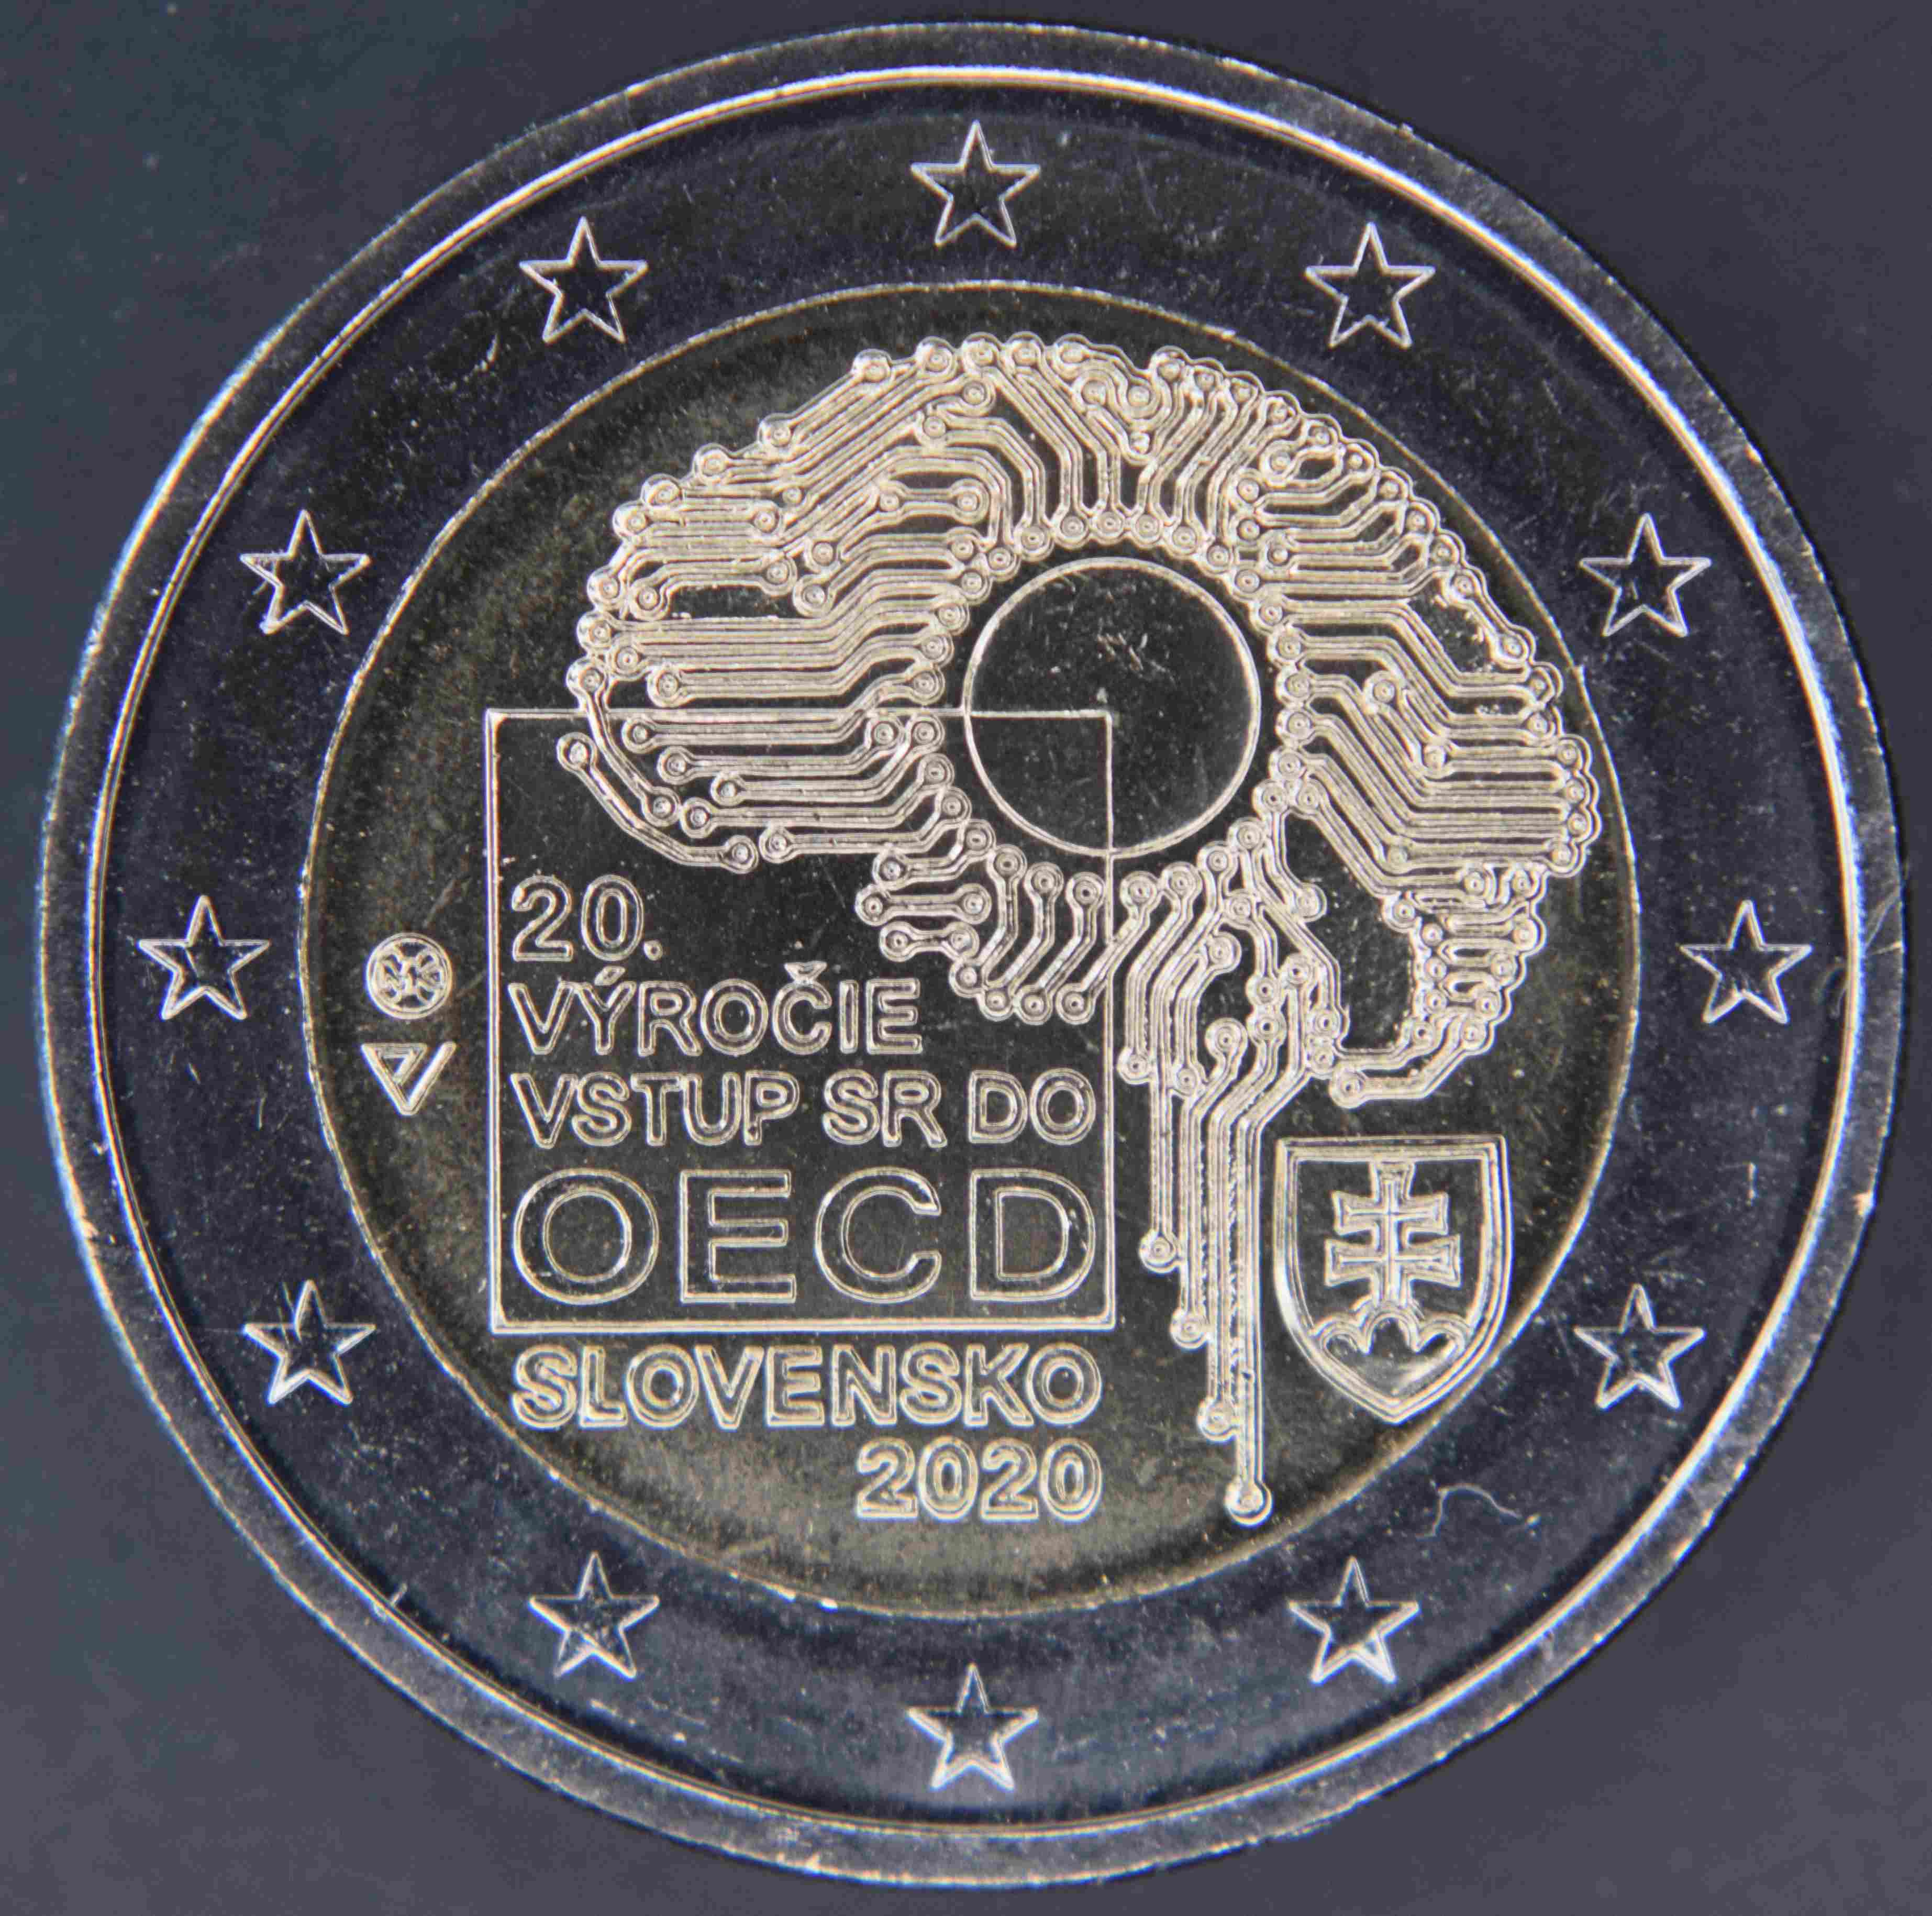 20.
VÝROČIE
VSTUP SR DO
OECD
SLOVENSKO
2020